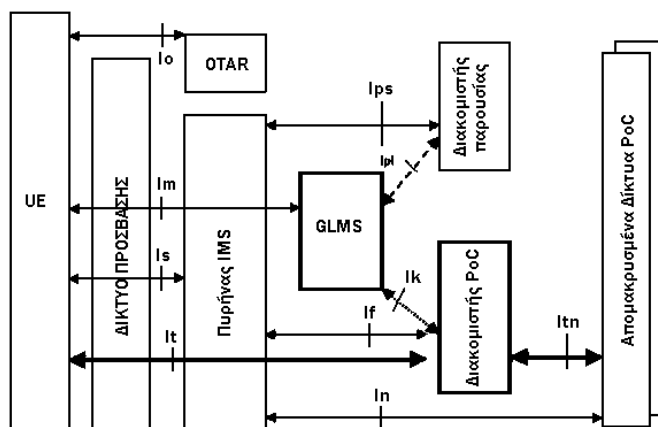 Io
OTAR
Ips
Διακομιστής
παρουσίας
Ipl
UE
ΔΙΚΤΥΟ ΠΡΟΣΒΑΣΗΣ
Im
Is
Πυρήνας IMS
GLMS
Ik
If
It
Διακομιστής PoC
Itn
In
Απομακρυσμένα Δίκτυα PoC